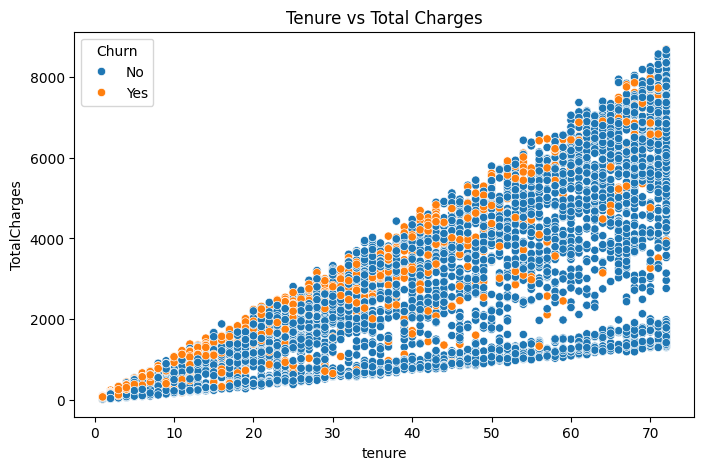 Tenure vs Total Charges
Churn
No
Yes
8000
6000
4000
2000
0
TotalCharges
0 10 20 30 40 50 60 70
tenure